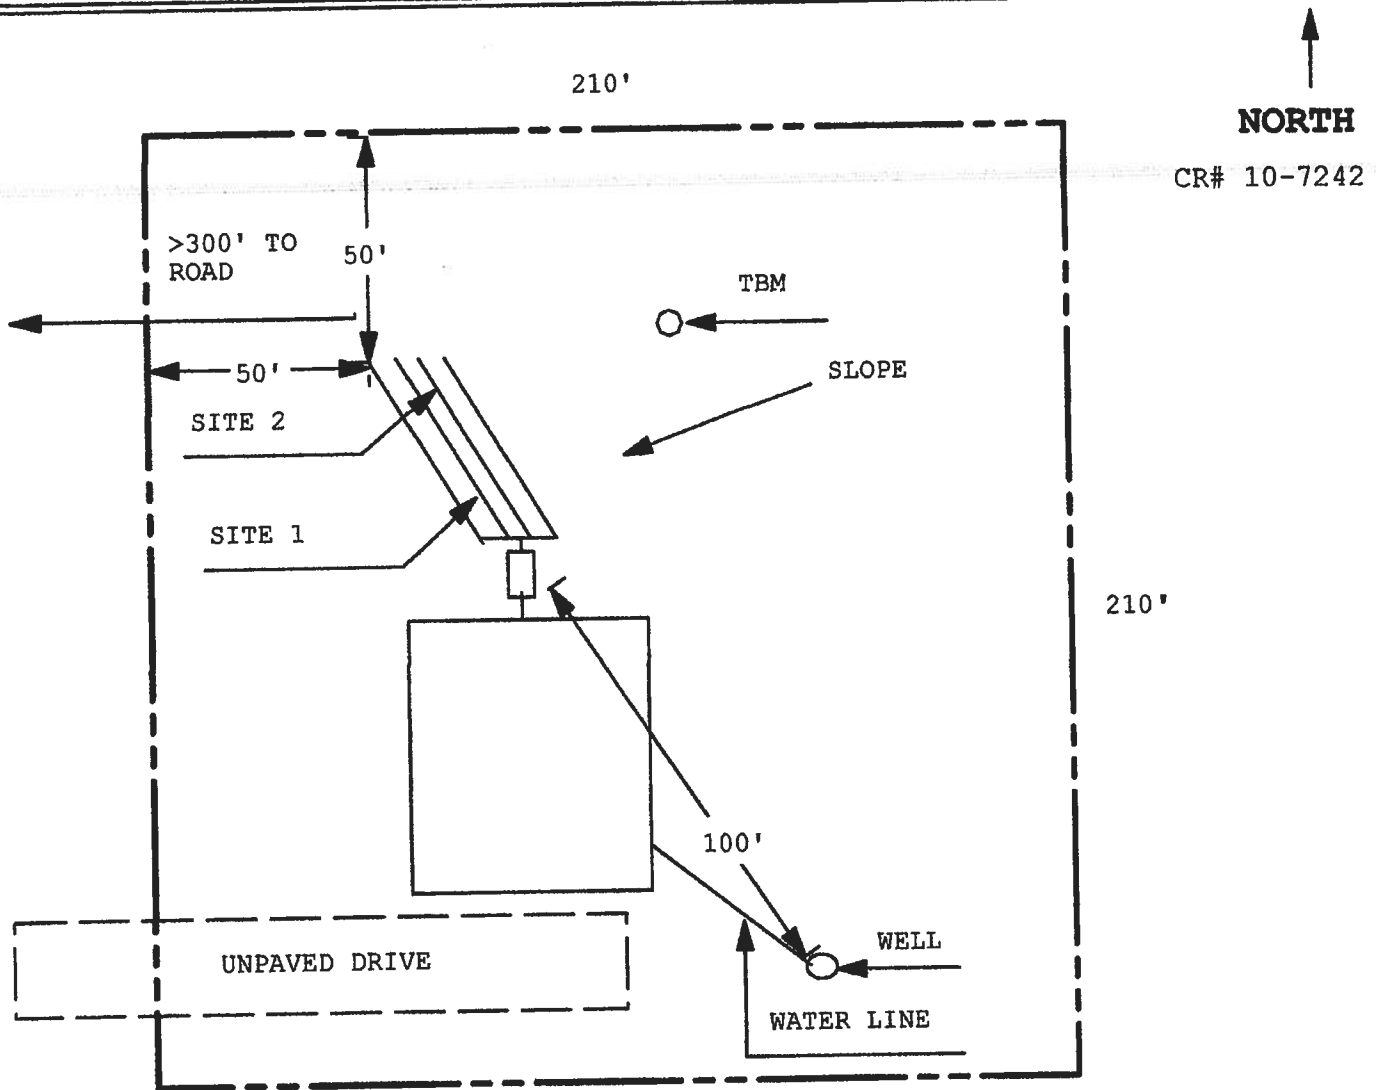 210'
NORTH
CR# 10-7242
>300' TO
ROAD
50'
TBM
50'
SLOPE
SITE 2
SITE 1
210'
100'
WELL
UNPAVED DRIVE
WATER LINE